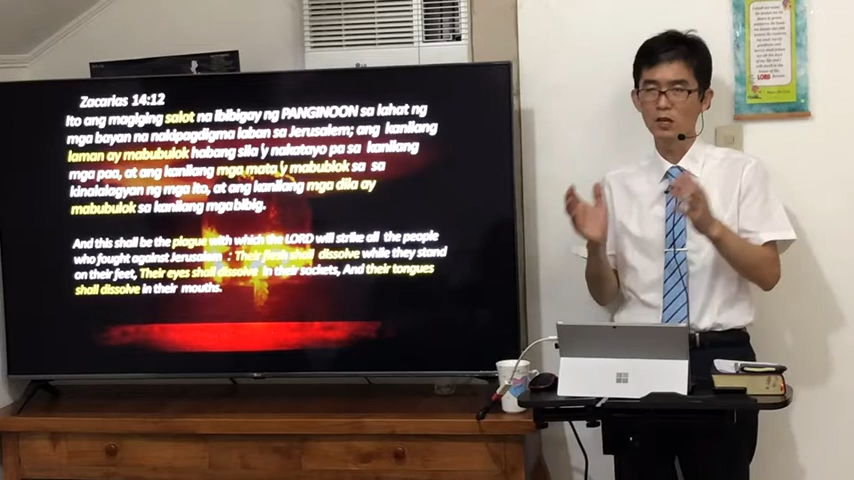 Zacarias 14:12
Ito ang magiging salot na ibibigay ng PANGINOON sa lahat ng
mga bayan na nakipagdigma laban sa Jerusalem; ang kanilang
laman ay mabubulok habang sila'y nakatayo pa sa kanilang
mga paa, at ang kanilang mga mata'y mabubulok sa sa
kinalalagyan ng mga ito, at ang kanilang mga dila ay
mabubulok sa kanilang mga bibig.
And this shall be the plague with which the LORD will strike all the people
who fought against Jerusalem : Their flesh shall dissolve while they stand
on their feet, Their eyes shall dissolve in their sockets, And their tongues
shall dissolve in their mouths.
LORD